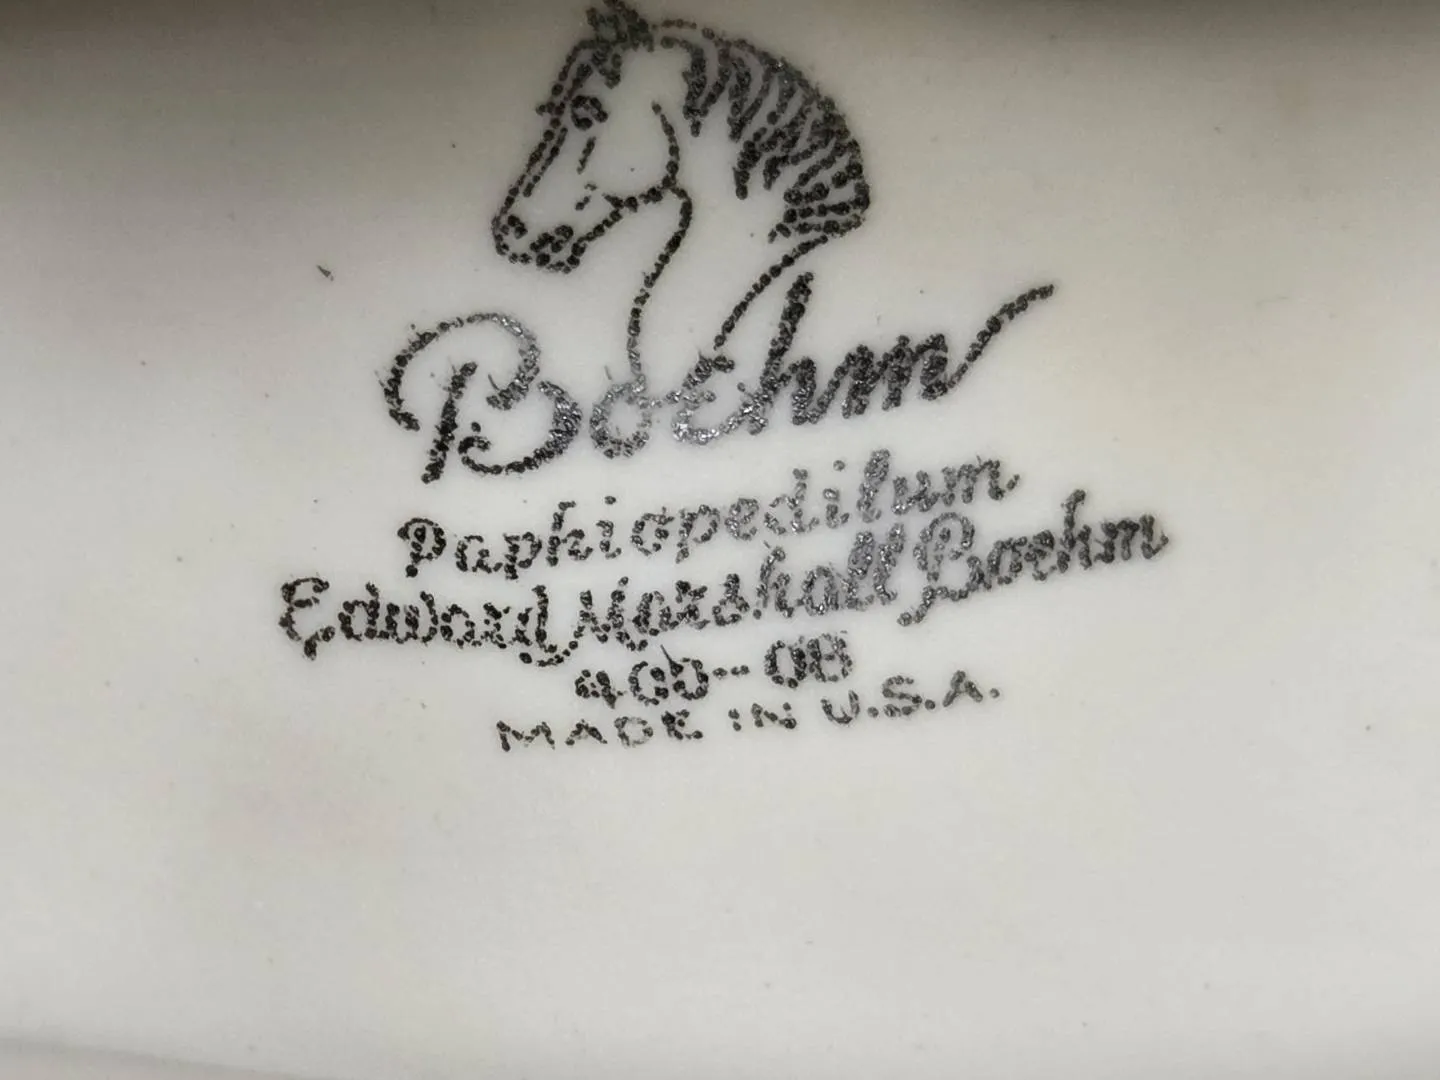 Boehm
Paphiopedilum
Edward Marshall Boehm
400-08
MADE IN U.S.A.